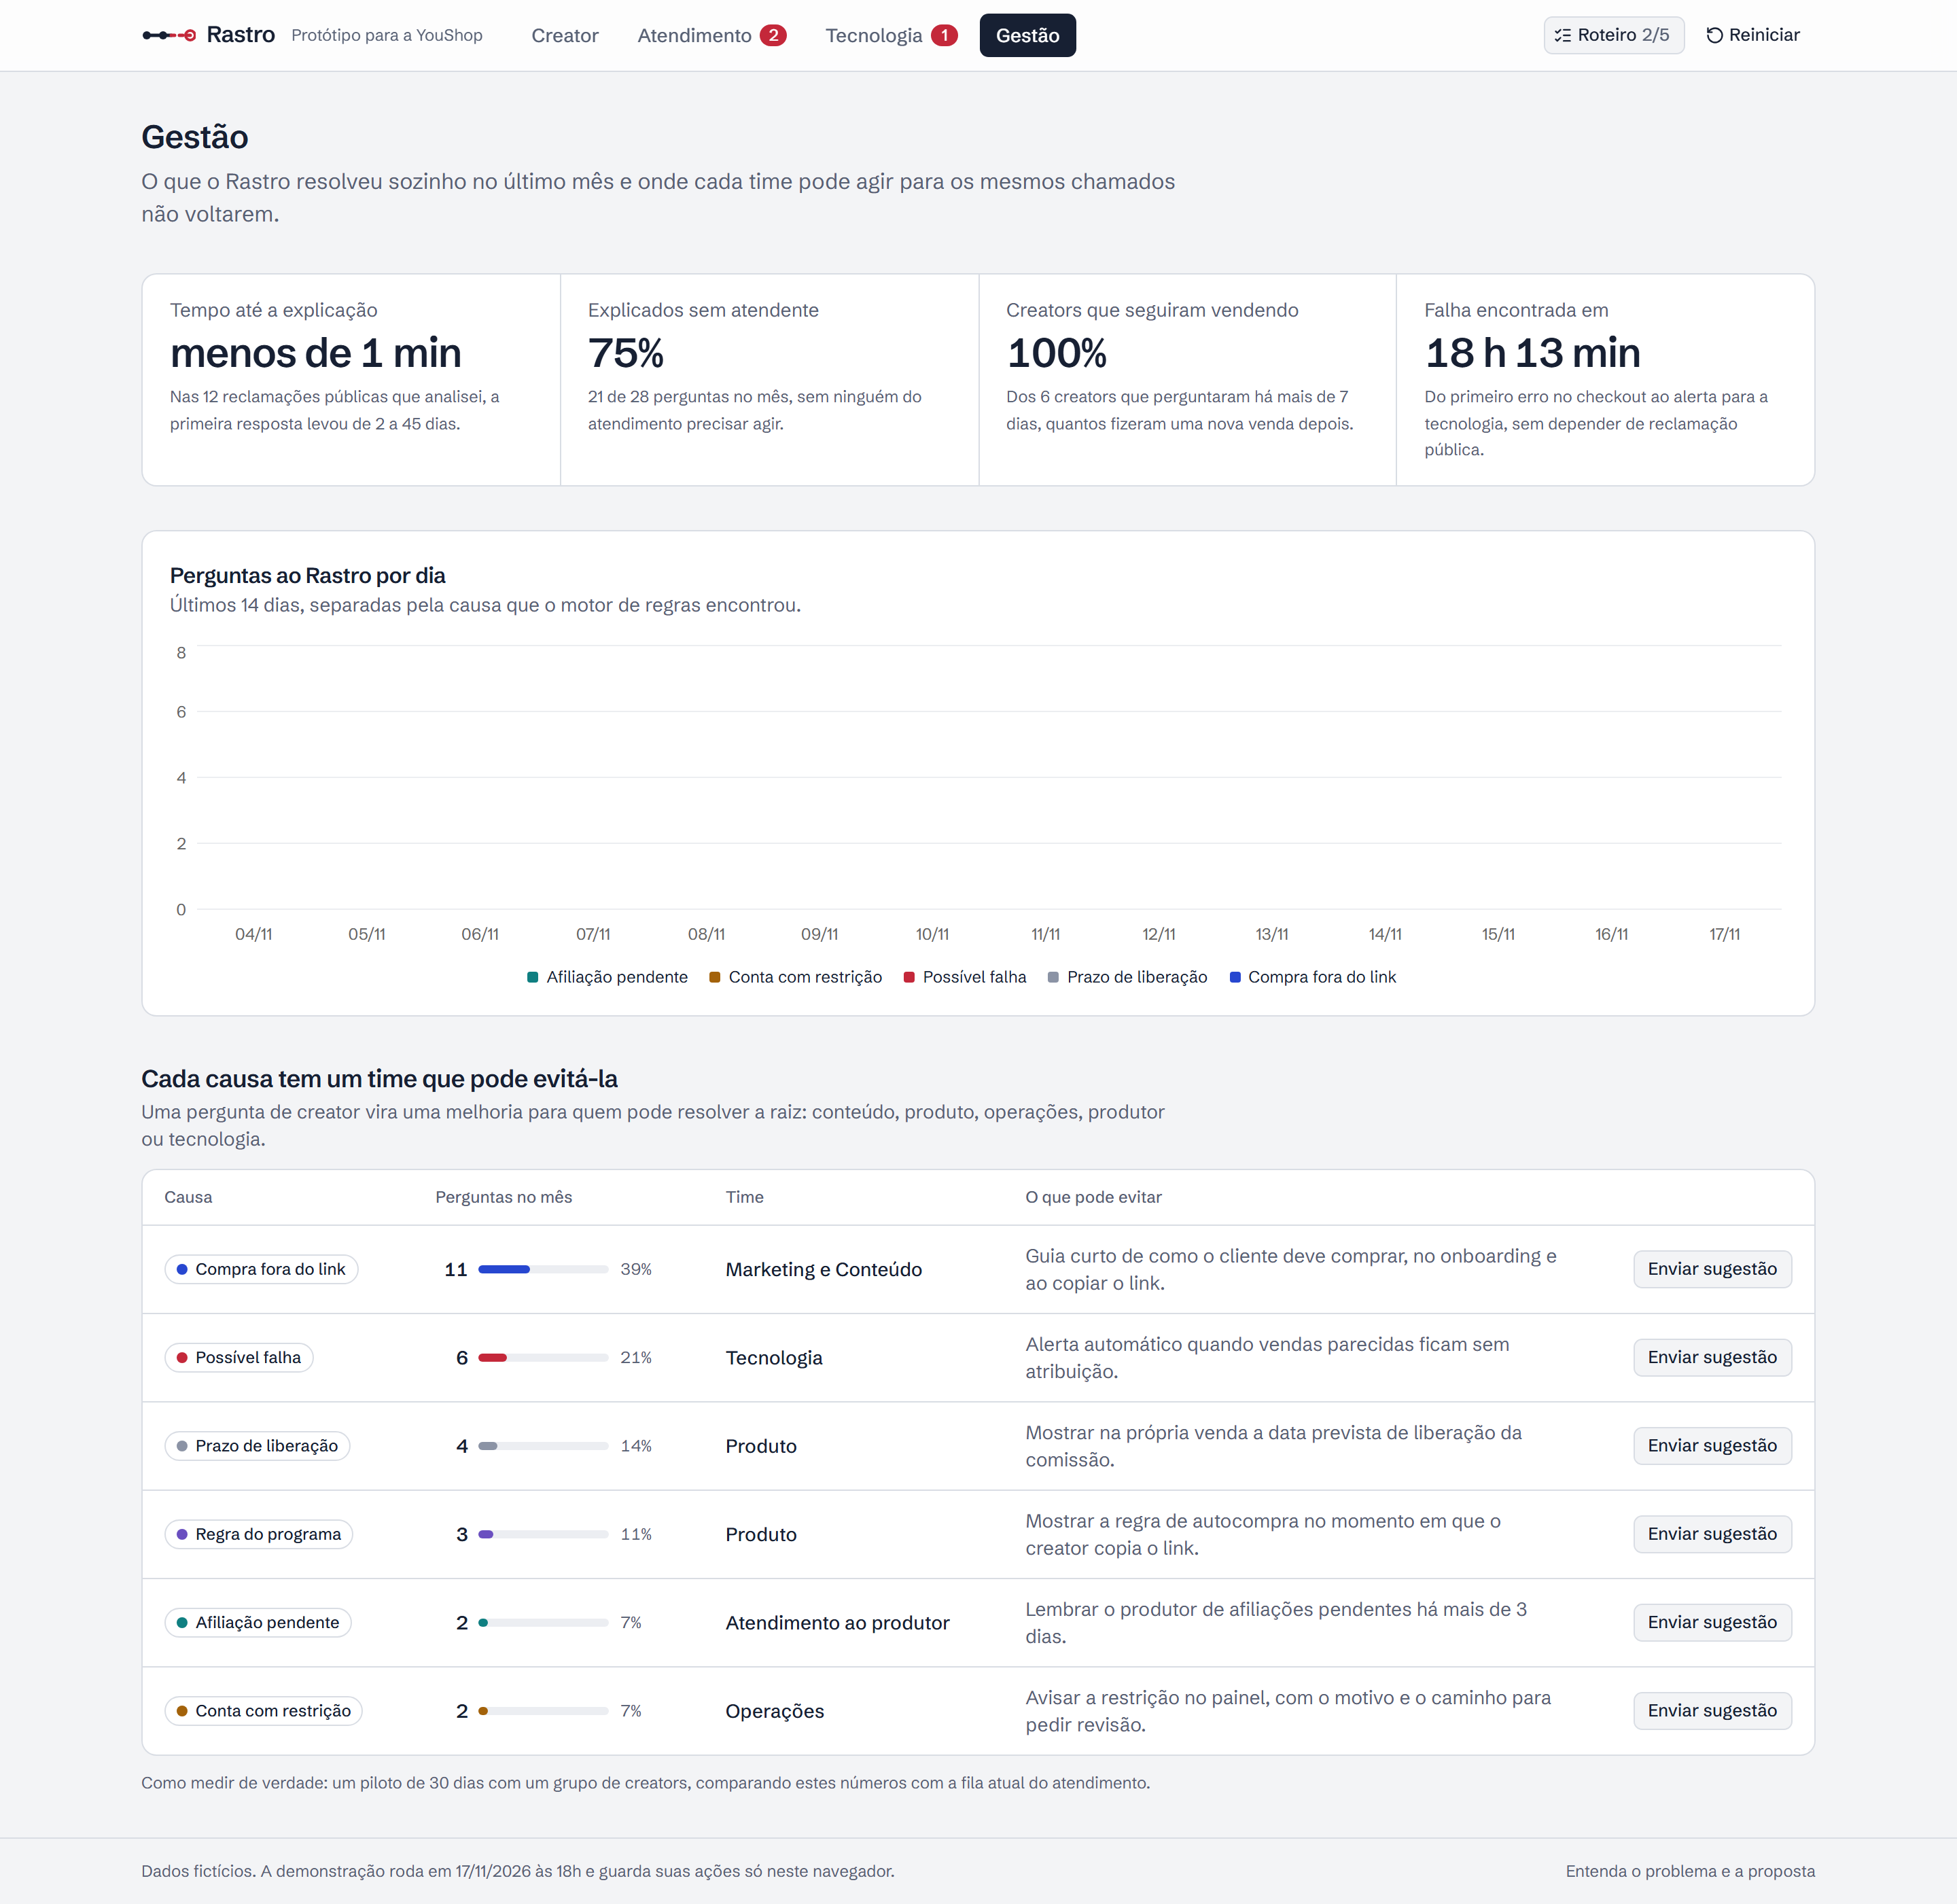 Rastro Protótipo para a YouShop Creator Atendimento 2 Tecnologia 1 Gestão Roteiro 2/5 Reiniciar
Gestão
O que o Rastro resolveu sozinho no último mês e onde cada time pode agir para os mesmos chamados
não voltarem.
Tempo até a explicação
menos de 1 min
Nas 12 reclamações públicas que analisei, a
primeira resposta levou de 2 a 45 dias.
Explicados sem atendente
75%
21 de 28 perguntas no mês, sem ninguém do
atendimento precisar agir.
Creators que seguiram vendendo
100%
Dos 6 creators que perguntaram há mais de 7
dias, quantos fizeram uma nova venda depois.
Falha encontrada em
18 h 13 min
Do primeiro erro no checkout ao alerta para a
tecnologia, sem depender de reclamação
pública.
Perguntas ao Rastro por dia
Últimos 14 dias, separadas pela causa que o motor de regras encontrou.
8
6
4
2
0
04/11 05/11 06/11 07/11 08/11 09/11 10/11 11/11 12/11 13/11 14/11 15/11 16/11 17/11
Afiliação pendente Conta com restrição Possível falha Prazo de liberação Compra fora do link
Cada causa tem um time que pode evitá-la
Uma pergunta de creator vira uma melhoria para quem pode resolver a raiz: conteúdo, produto, operações, produtor
ou tecnologia.
Causa Perguntas no mês Time O que pode evitar
Compra fora do link 11 39% Marketing e Conteúdo Guia curto de como o cliente deve comprar, no onboarding e
ao copiar o link. Enviar sugestão
Possível falha 6 21% Tecnologia Alerta automático quando vendas parecidas ficam sem
atribuição. Enviar sugestão
Prazo de liberação 4 14% Produto Mostrar na própria venda a data prevista de liberação da
comissão. Enviar sugestão
Regra do programa 3 11% Produto Mostrar a regra de autocompra no momento em que o
creator copia o link. Enviar sugestão
Afiliação pendente 2 7% Atendimento ao produtor Lembrar o produtor de afiliações pendentes há mais de 3
dias. Enviar sugestão
Conta com restrição 2 7% Operações Avisar a restrição no painel, com o motivo e o caminho para
pedir revisão. Enviar sugestão
Como medir de verdade: um piloto de 30 dias com um grupo de creators, comparando estes números com a fila atual do atendimento.
Dados fictícios. A demonstração roda em 17/11/2026 às 18h e guarda suas ações só neste navegador. Entenda o problema e a proposta